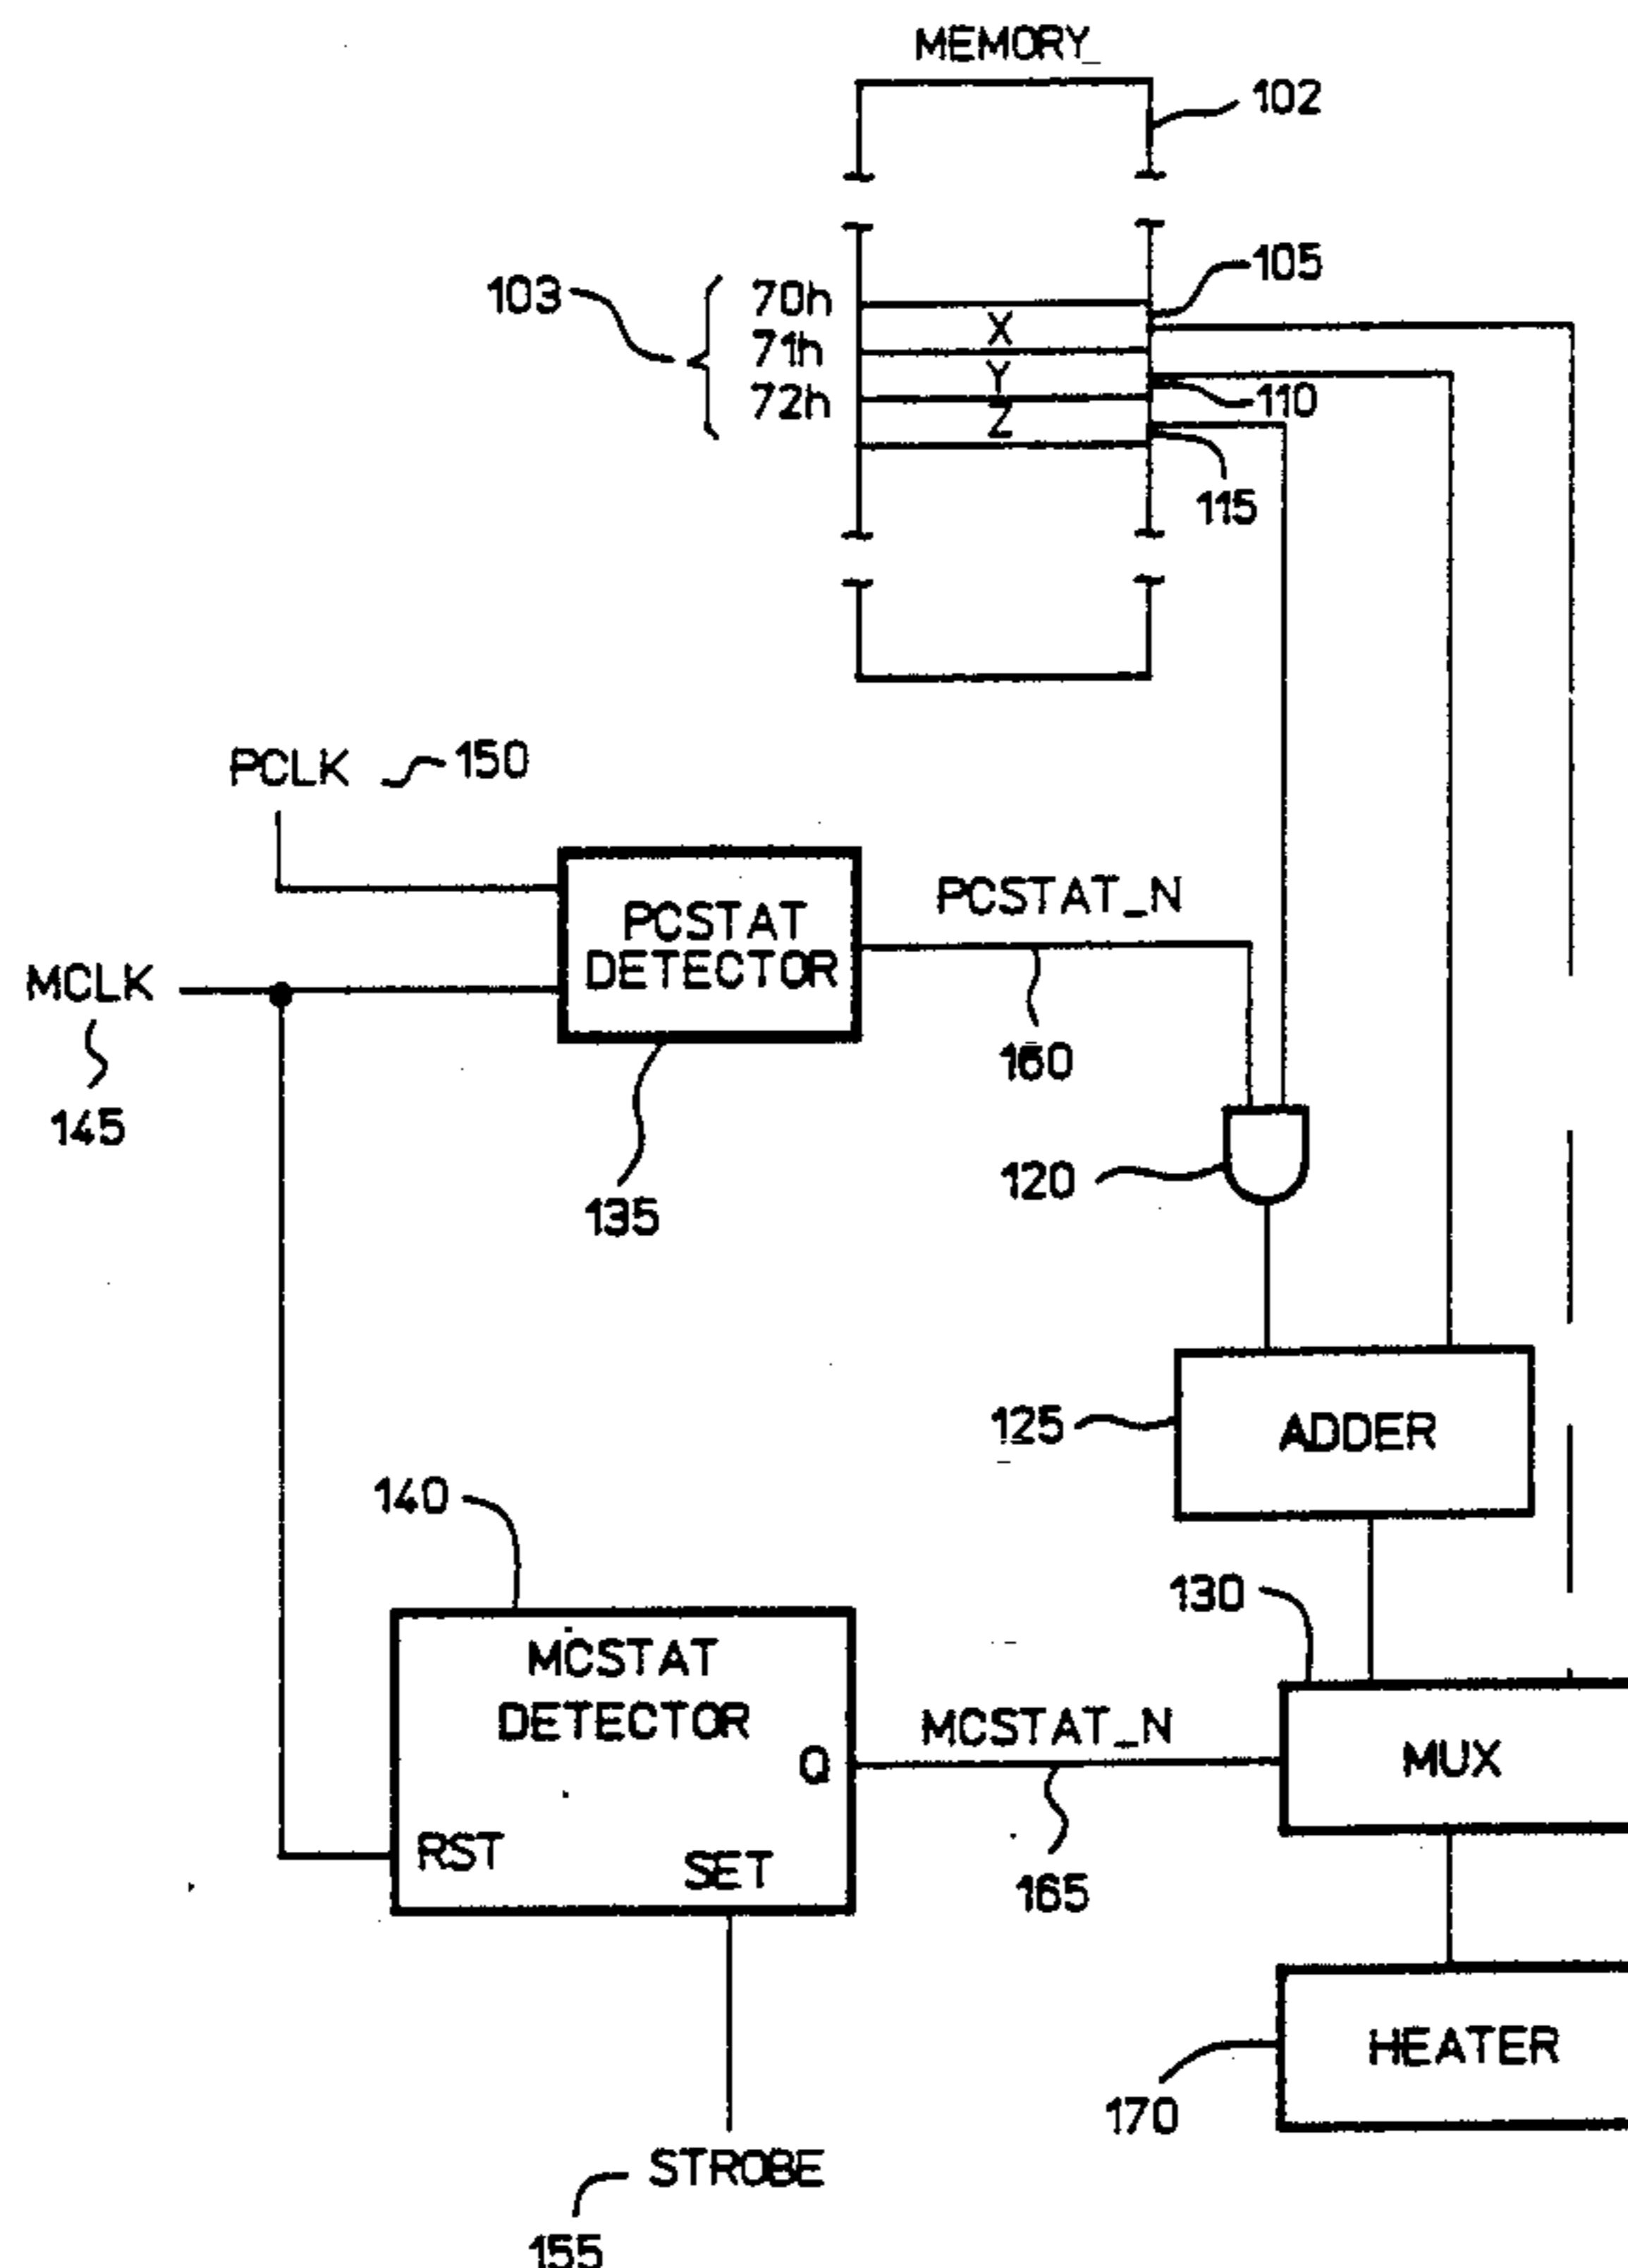 MEMORY
102
103
70h
71h
72h
X
Y
Z
105
110
115
PCLK
150
PCSTAT
DETECTOR
PCSTAT_N
MCLK
145
135
160
120
125
ADDER
140
MCSTAT
DETECTOR
Q
RST
SET
MCSTAT_N
165
130
MUX
HEATER
170
STROBE
155